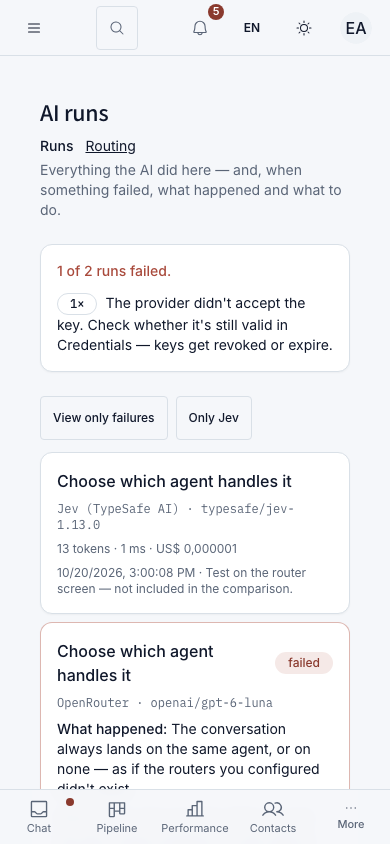 5
EN
EA
AI runs
Runs Routing
Everything the AI did here — and, when
something failed, what happened and what to
do.
1 of 2 runs failed.
1× The provider didn't accept the
key. Check whether it's still valid in
Credentials — keys get revoked or expire.
View only failures Only Jev
Choose which agent handles it
Jev (TypeSafe AI) · typesafe/jev-
1.13.0
13 tokens · 1 ms · US$ 0,000001
10/20/2026, 3:00:08 PM · Test on the router
screen — not included in the comparison.
Choose which agent
handles it
failed
OpenRouter · openai/gpt-6-luna
What happened: The conversation
always lands on the same agent, or on
none — as if the routers you configured
didn't exist.
Chat Pipeline Performance Contacts More